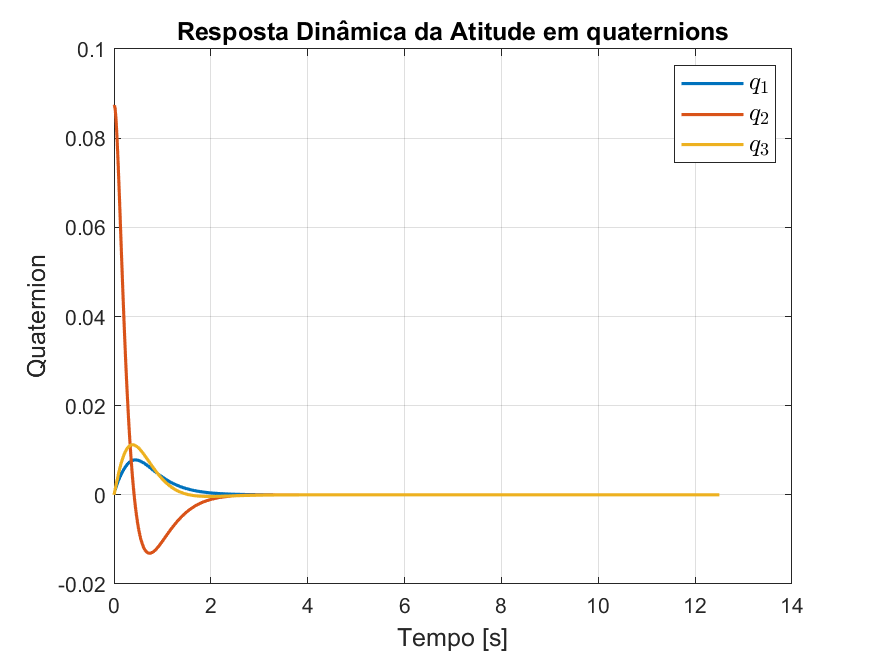 Resposta Dinâmica da Atitude em quaternions
0.1
0.08
0.06
0.04
0.02
0
-0.02
Quaternion
0 2 4 6 8 10 12 14
Tempo [s]
q1
q2
q3